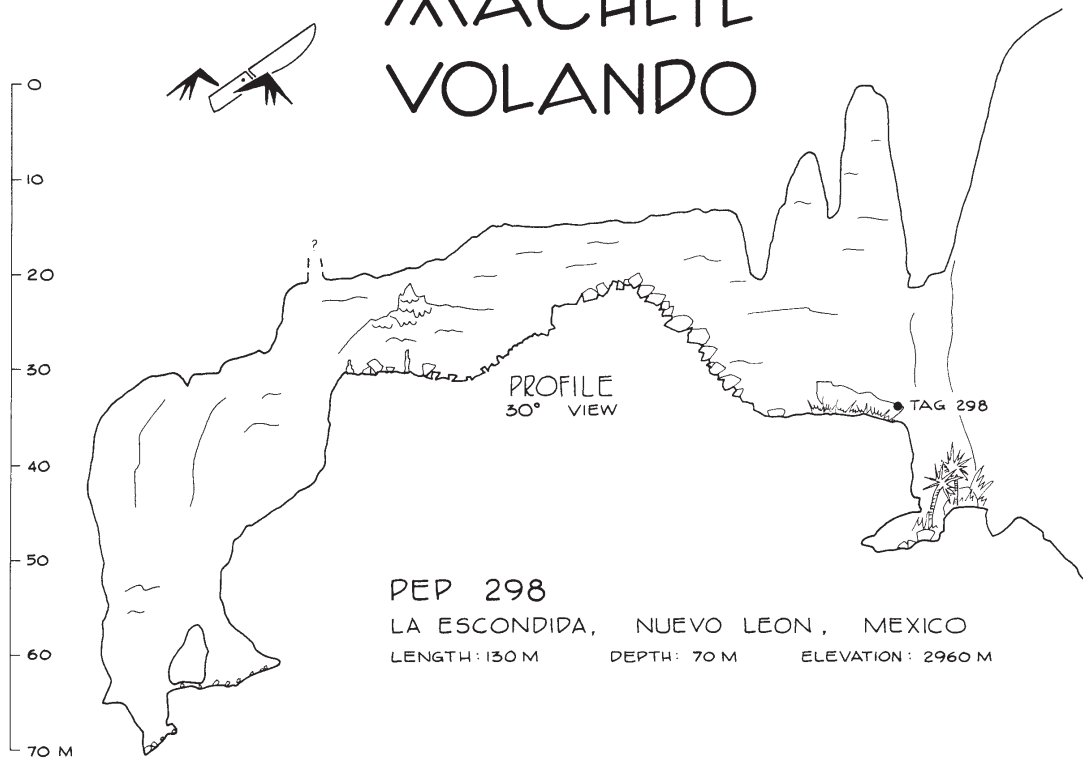 MACHETE
VOLANDO
0
10
20
30
40
50
60
70 M
?
PROFILE
30° VIEW
TAG 298
PEP 298
LA ESCONDIDA, NUEVO LEON, MEXICO
LENGTH: 130 M DEPTH: 70 M ELEVATION: 2960 M